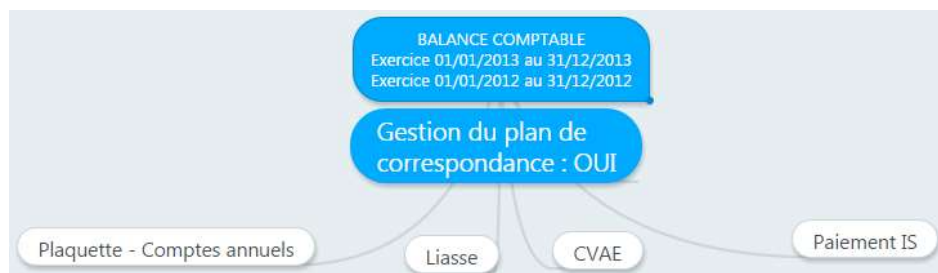 BALANCE COMPTABLE
Exercice 01/01/2013 au 31/12/2013
Exercice 01/01/2012 au 31/12/2012
Gestion du plan de
correspondance : OUI
Plaquette - Comptes annuels
Liasse
CVAE
Paiement IS